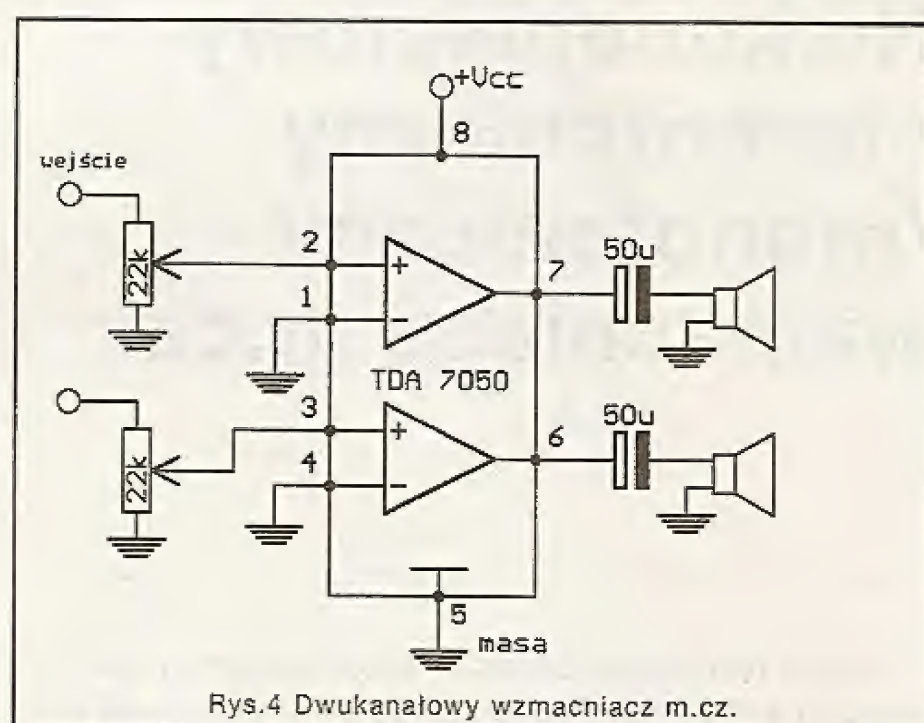 +Vcc
8
wejście
22k
2
1
7
50u
TDA 7050
3
4
22k
6
50u
5
masa
Rys.4 Dwukanałowy wzmacniacz m.cz.